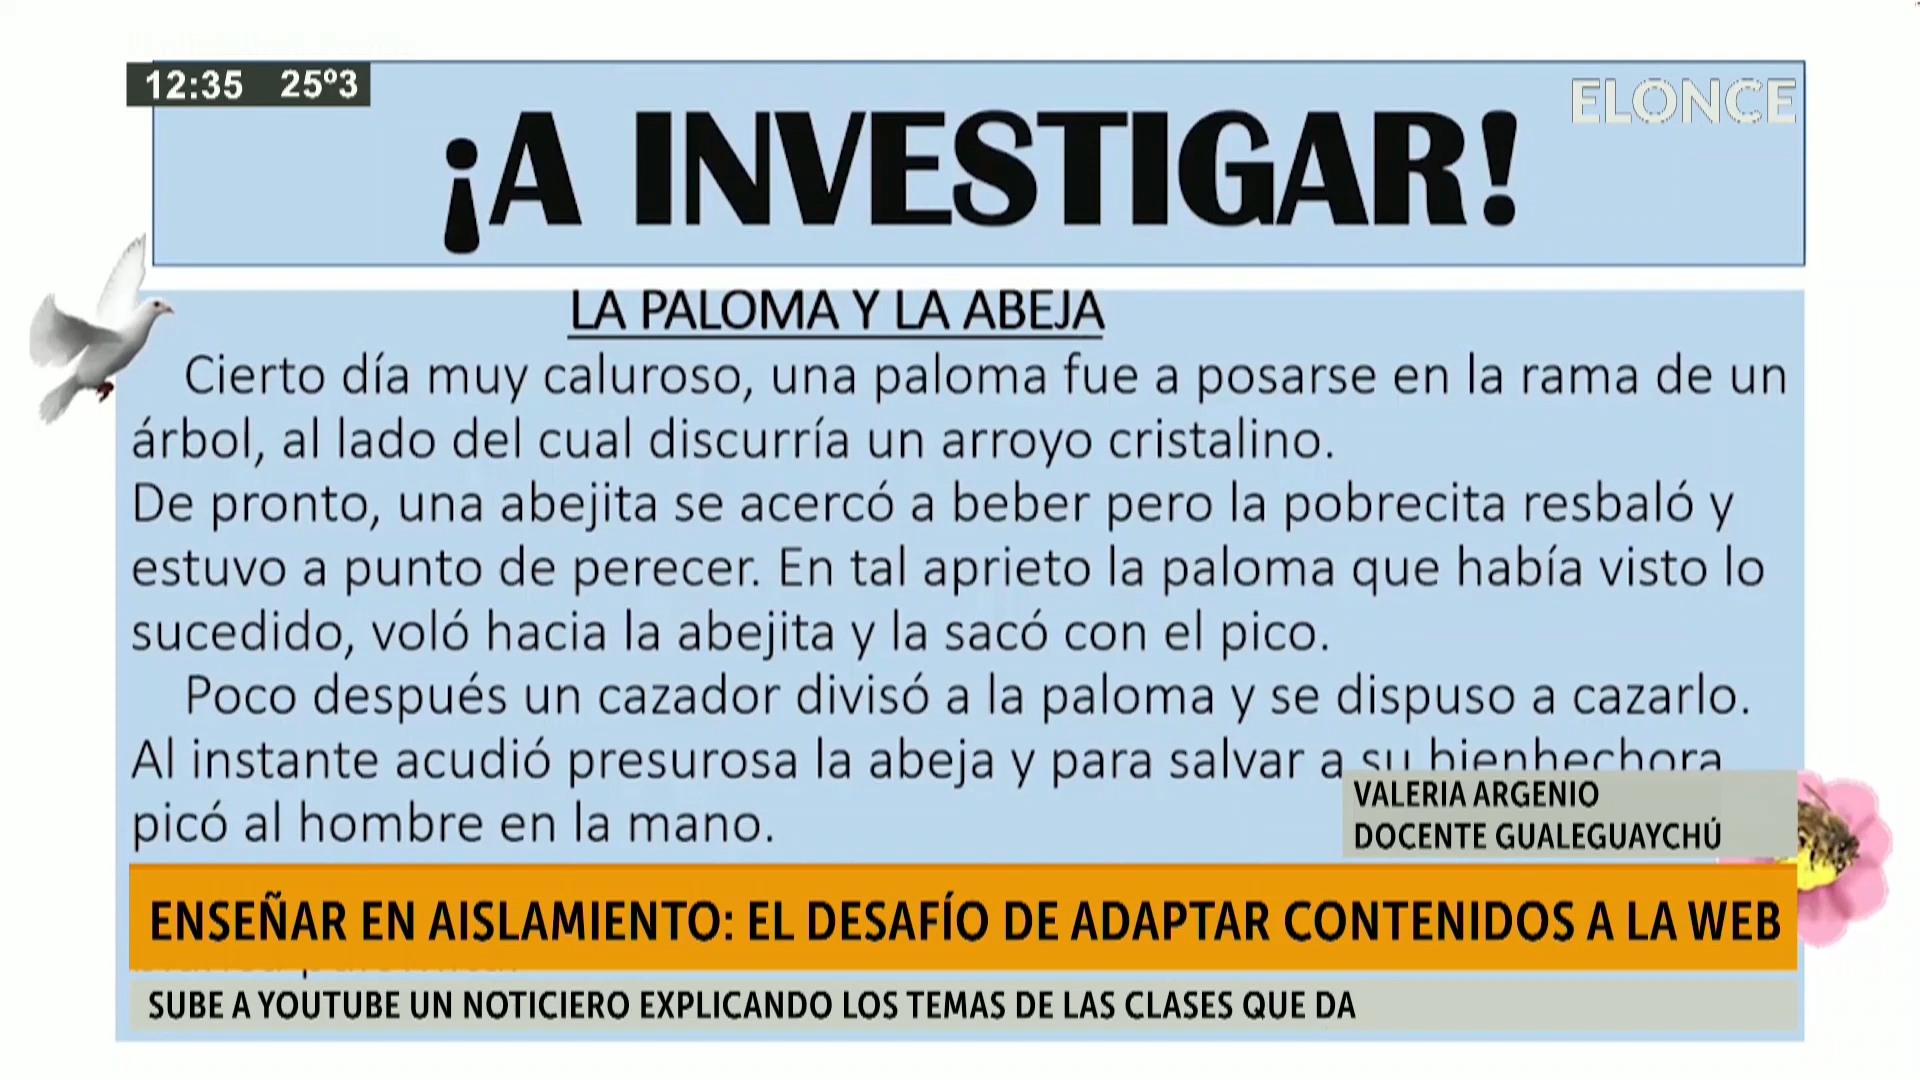 12:35 25º3
ELONCE
¡A INVESTIGAR!
LA PALOMA Y LA ABEJA
Cierto día muy caluroso, una paloma fue a posarse en la rama de un
árbol, al lado del cual discurría un arroyo cristalino.
De pronto, una abejita se acercó a beber pero la pobrecita resbaló y
estuvo a punto de perecer. En tal aprieto la paloma que había visto lo
sucedido, voló hacia la abejita y la sacó con el pico.
Poco después un cazador divisó a la paloma y se dispuso a cazarlo.
Al instante acudió presurosa la abeja y para salvar a su bienhechora
picó al hombre en la mano.
VALERIA ARGENIO
DOCENTE GUALEGUAYCHÚ
ENSEÑAR EN AISLAMIENTO: EL DESAFÍO DE ADAPTAR CONTENIDOS A LA WEB
SUBE A YOUTUBE UN NOTICIERO EXPLICANDO LOS TEMAS DE LAS CLASES QUE DA